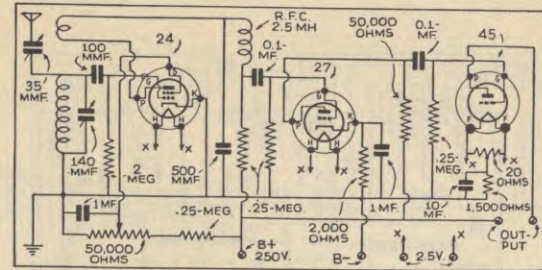 24
R.F.C.
2.5 MH
50,000
OHMS
0.1-
MF.
45
100
MMF.
0.1-
MF.
27
35
MMF.
G
S
P
K
H
H
X
X
P
G
K
H
H
X
X
P
G
F
F
X
X
140
MMF.
2
MEG.
500
MMF.
.25-MEG.
20
OHMS
1 MF.
50,000
OHMS
.25-MEG.
.25-MEG.
2,000
OHMS
1 MF.
10
MF.
1,500 OHMS
B+
250V.
B-
X
X
2.5V.
OUT-
PUT